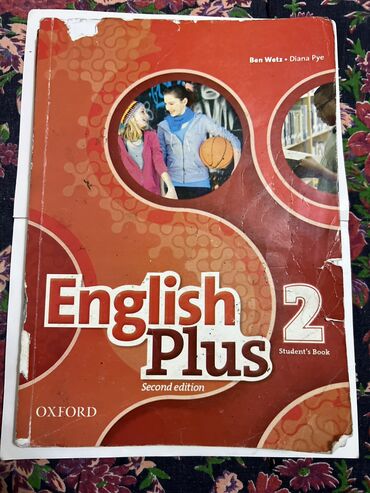 Ben Wetz • Diana Pye
English
Plus
2
Student's Book
Second edition
OXFORD